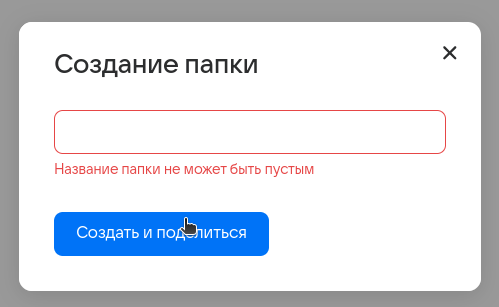 Создание папки
Название папки не может быть пустым
Создать и поделиться